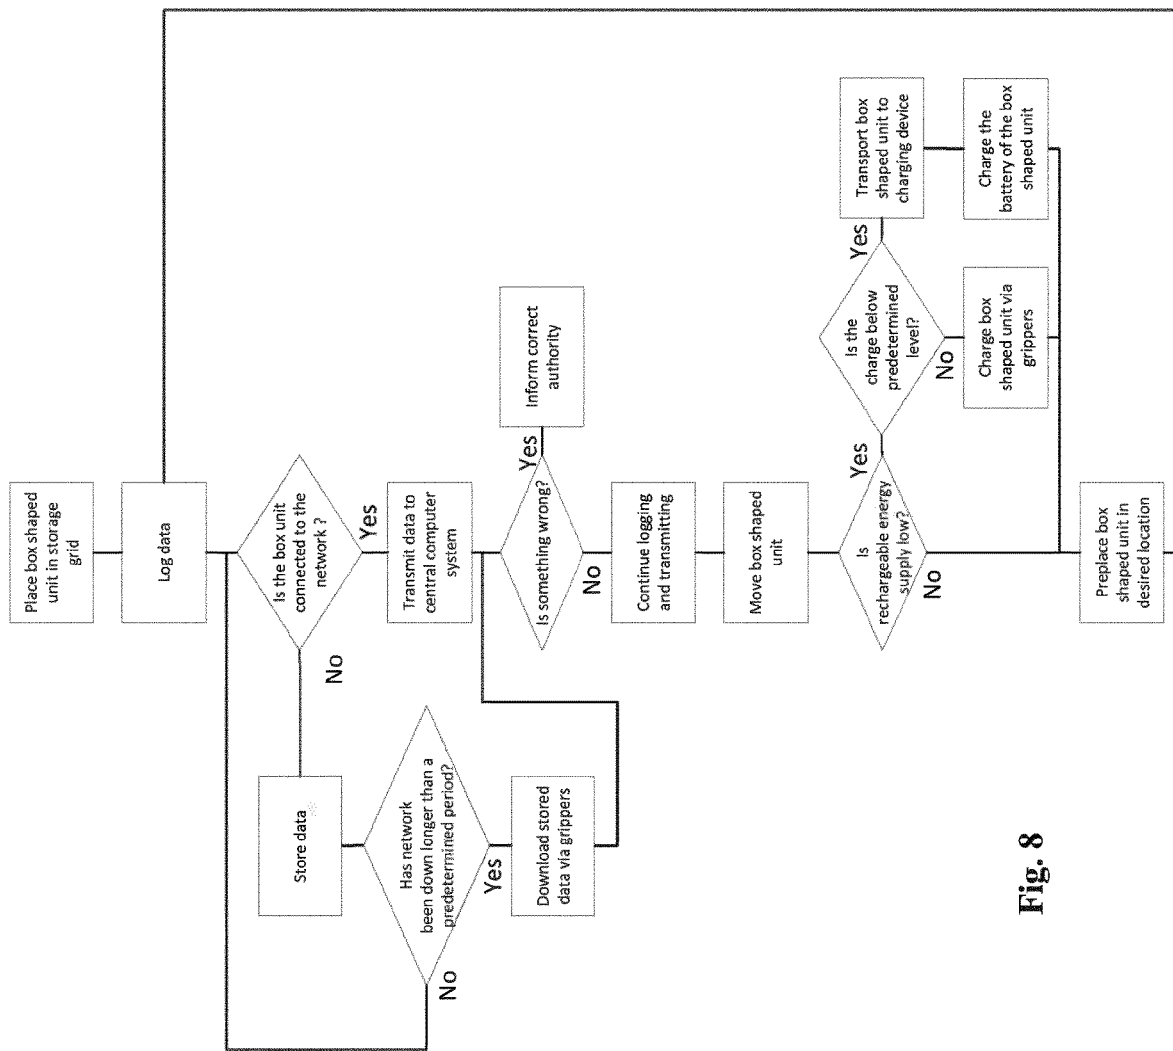 Place box shaped
unit in storage
grid
Log data
Is the box unit
connected to the
network ?
No
Yes
Store data
Has network
been down longer than a
predetermined period?
No
Yes
Download stored
data via grippers
Transmit data to
central computer
system
Is something wrong?
Yes
Inform correct
authority
No
Continue logging
and transmitting
Move box shaped
unit
Is
rechargeable energy
supply low?
Yes
No
Is the
charge below
predetermined
level?
Yes
No
Transport box
shaped unit to
charging device
Charge the
battery of the box
shaped unit
Charge box
shaped unit via
grippers
Preplace box
shaped unit in
desired location
Fig. 8